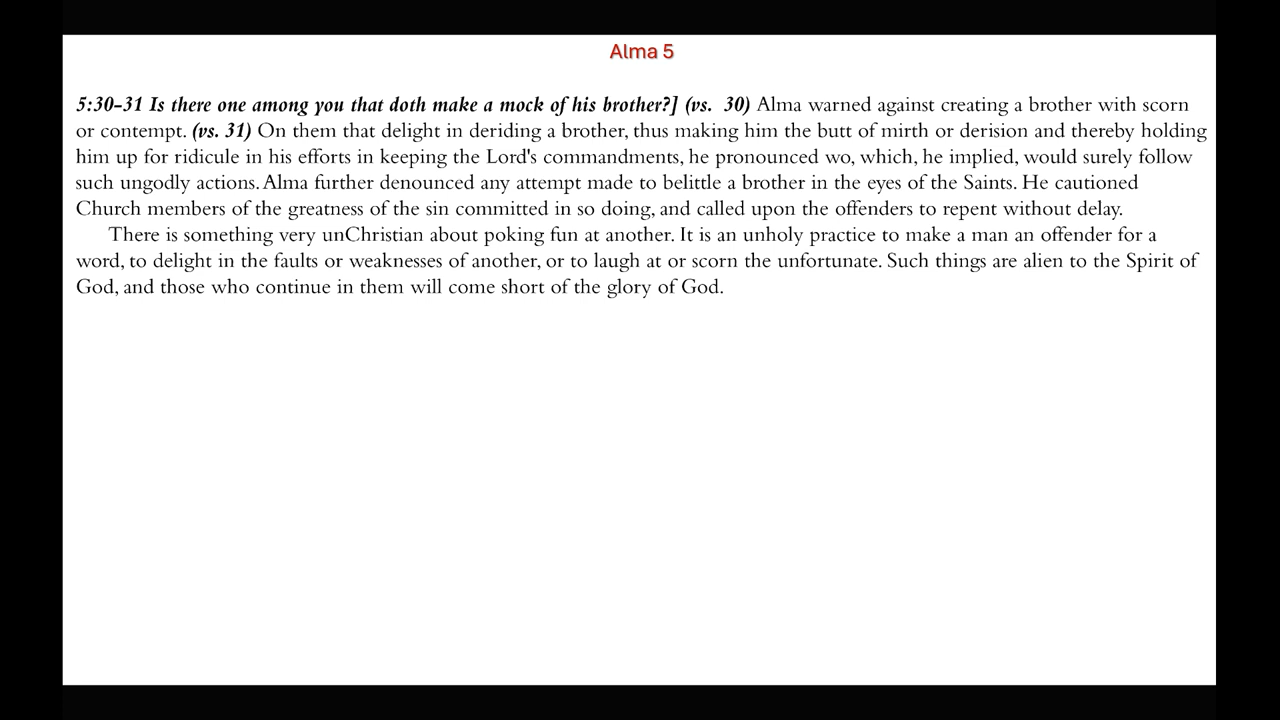 Alma 5
5:30-31 Is there one among you that doth make a mock of his brother?] (vs. 30) Alma warned against creating a brother with scorn
or contempt. (vs. 31) On them that delight in deriding a brother, thus making him the butt of mirth or derision and thereby holding
him up for ridicule in his efforts in keeping the Lord's commandments, he pronounced wo, which, he implied, would surely follow
such ungodly actions. Alma further denounced any attempt made to belittle a brother in the eyes of the Saints. He cautioned
Church members of the greatness of the sin committed in so doing, and called upon the offenders to repent without delay.
There is something very unChristian about poking fun at another. It is an unholy practice to make a man an offender for a
word, to delight in the faults or weaknesses of another, or to laugh at or scorn the unfortunate. Such things are alien to the Spirit of
God, and those who continue in them will come short of the glory of God.